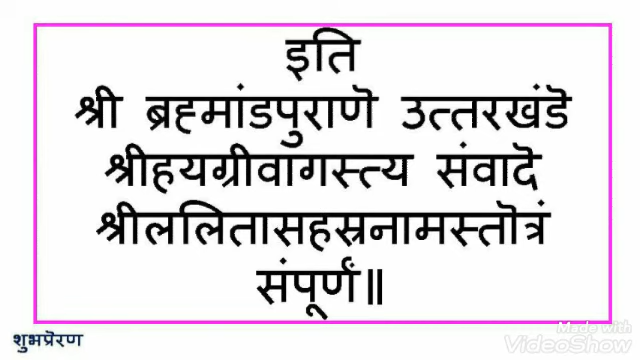 इति
श्री ब्रह्मांडपुराणॆ उत्तरखंडॆ
श्रीहयग्रीवागस्त्य संवादॆ
श्रीललितासहस्रनामस्तॊत्रं
संपूर्णं॥
शुभप्रॆरण
Made with
VideoShow